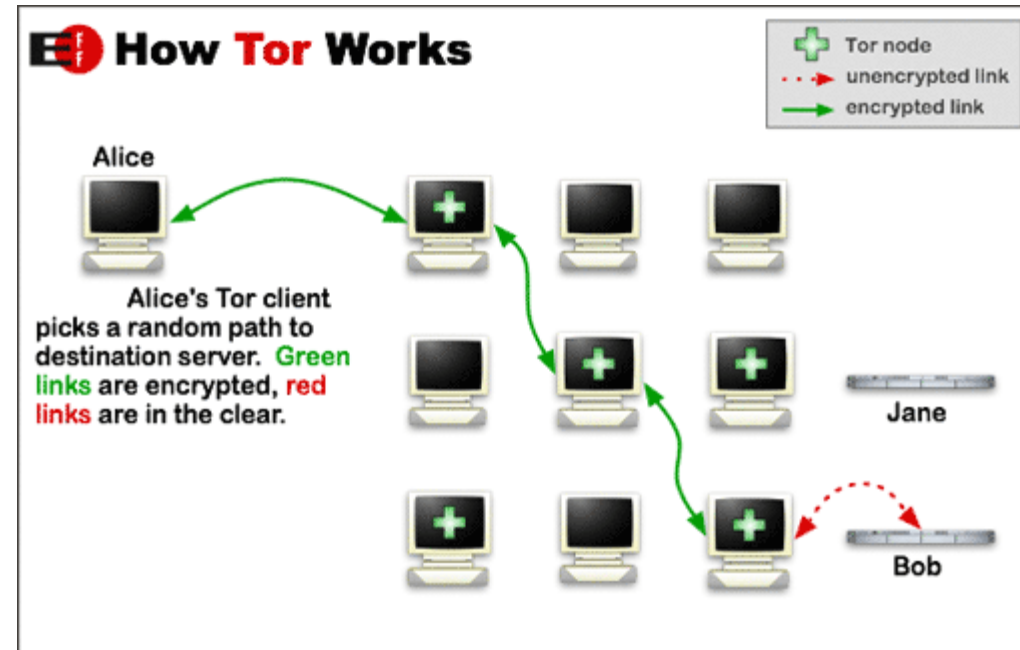 EFF How Tor Works
Tor node
unencrypted link
encrypted link
Alice
Alice's Tor client
picks a random path to
destination server. Green
links are encrypted, red
links are in the clear.
Jane
Bob